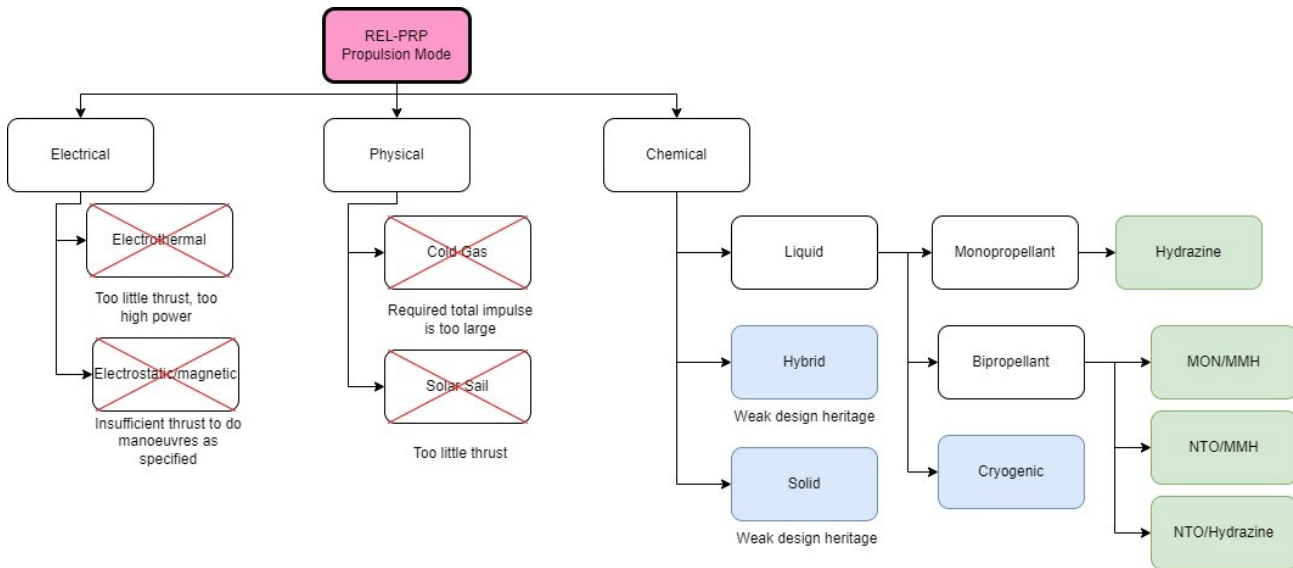 REL-PRP
Propulsion Mode
Electrical
Physical
Chemical
Electrothermal
Too little thrust, too
high power
Electrostatic/magnetic
Insufficient thrust to do
manoeuvres as
specified
Cold Gas
Required total impulse
is too large
Solar Sail
Too little thrust
Liquid
Monopropellant
Hydrazine
Hybrid
Weak design heritage
Bipropellant
MON/MMH
NTO/MMH
NTO/Hydrazine
Solid
Weak design heritage
Cryogenic